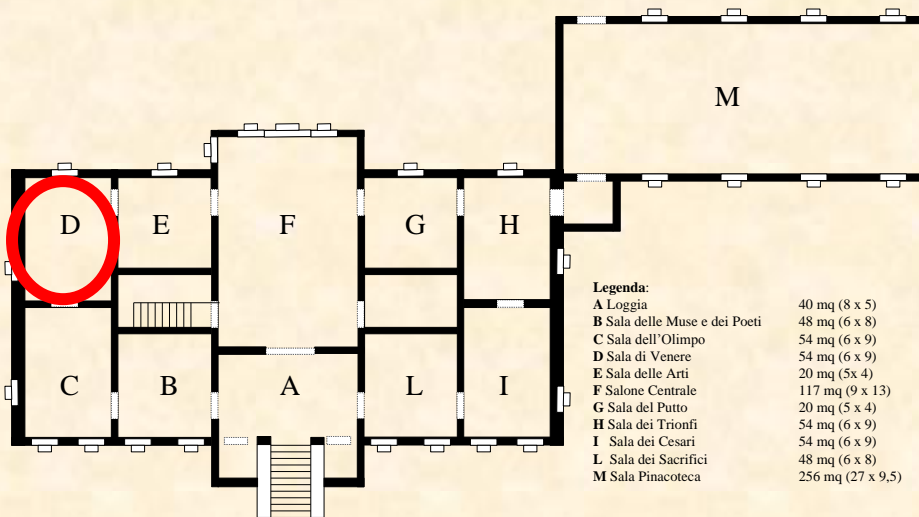 M
D
E
F
G
H
C
B
A
L
I
Legenda:
A Loggia 40 mq (8 x 5)
B Sala delle Muse e dei Poeti 48 mq (6 x 8)
C Sala dell'Olimpo 54 mq (6 x 9)
D Sala di Venere 54 mq (6 x 9)
E Sala delle Arti 20 mq (5x 4)
F Salone Centrale 117 mq (9 x 13)
G Sala del Putto 20 mq (5 x 4)
H Sala dei Trionfi 54 mq (6 x 9)
I Sala dei Cesari 54 mq (6 x 9)
L Sala dei Sacrifici 48 mq (6 x 8)
M Sala Pinacoteca 256 mq (27 x 9,5)